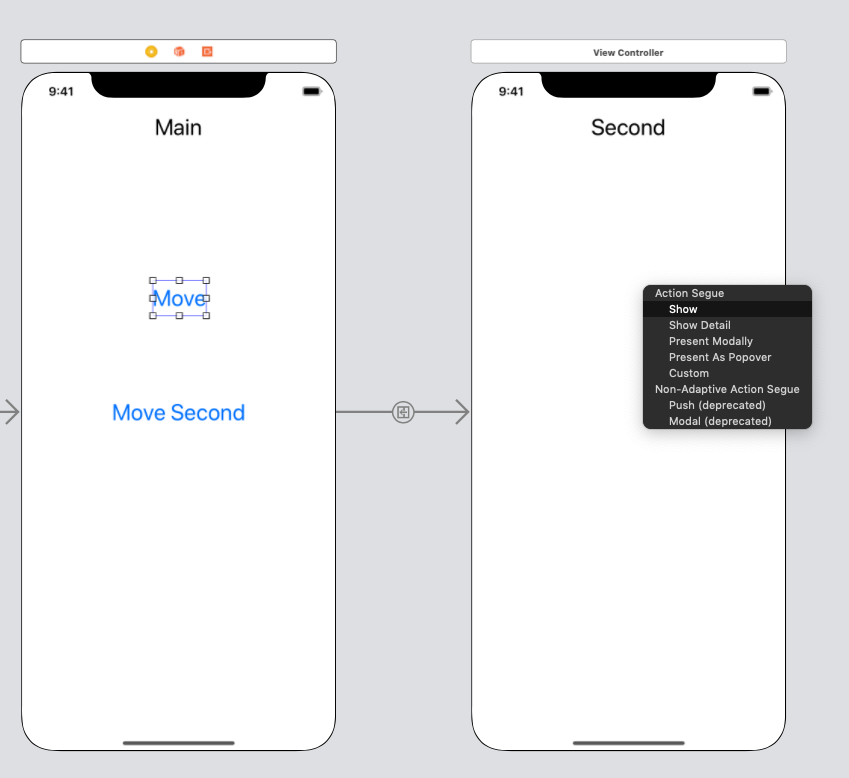 View Controller
9:41
9:41
Main
Second
Move
Move Second
Action Segue
Show
Show Detail
Present Modally
Present As Popover
Custom
Non-Adaptive Action Segue
Push (deprecated)
Modal (deprecated)